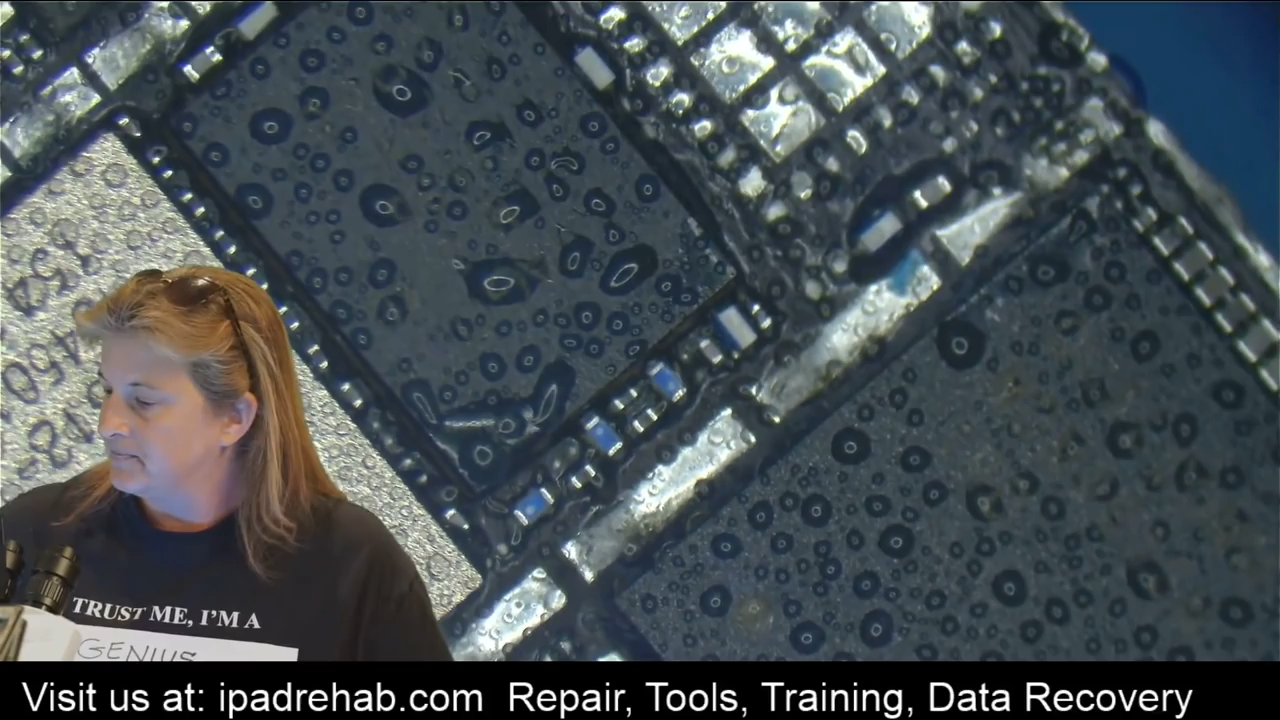 TRUST ME, I'M A
GENIUS
Visit us at: ipadrehab.com Repair, Tools, Training, Data Recovery